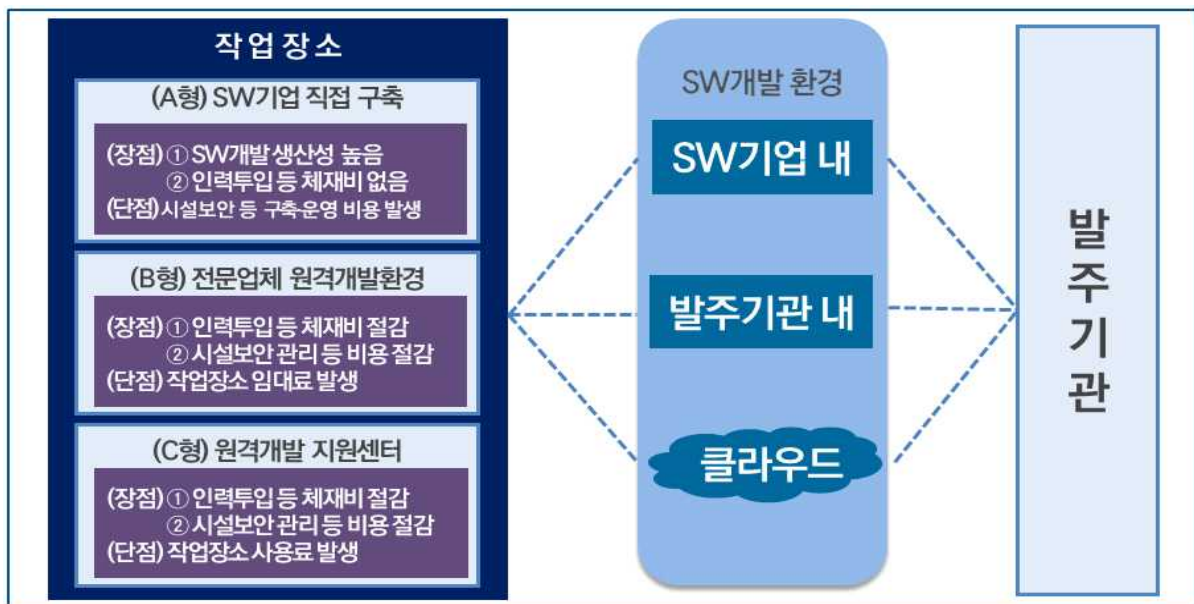 작업장소
(A형) SW기업 직접 구축
(장점) ① SW개발 생산성 높음
② 인력투입 등 체재비 없음
(단점) 시설보안 등 구축·운영 비용 발생
(B형) 전문업체 원격개발환경
(장점) ① 인력투입 등 체재비 절감
② 시설보안 관리 등 비용 절감
(단점) 작업장소 임대료 발생
(C형) 원격개발 지원센터
(장점) ① 인력투입 등 체재비 절감
② 시설보안 관리 등 비용 절감
(단점) 작업장소 사용료 발생
SW개발 환경
SW기업 내
발주기관 내
클라우드
발주기관